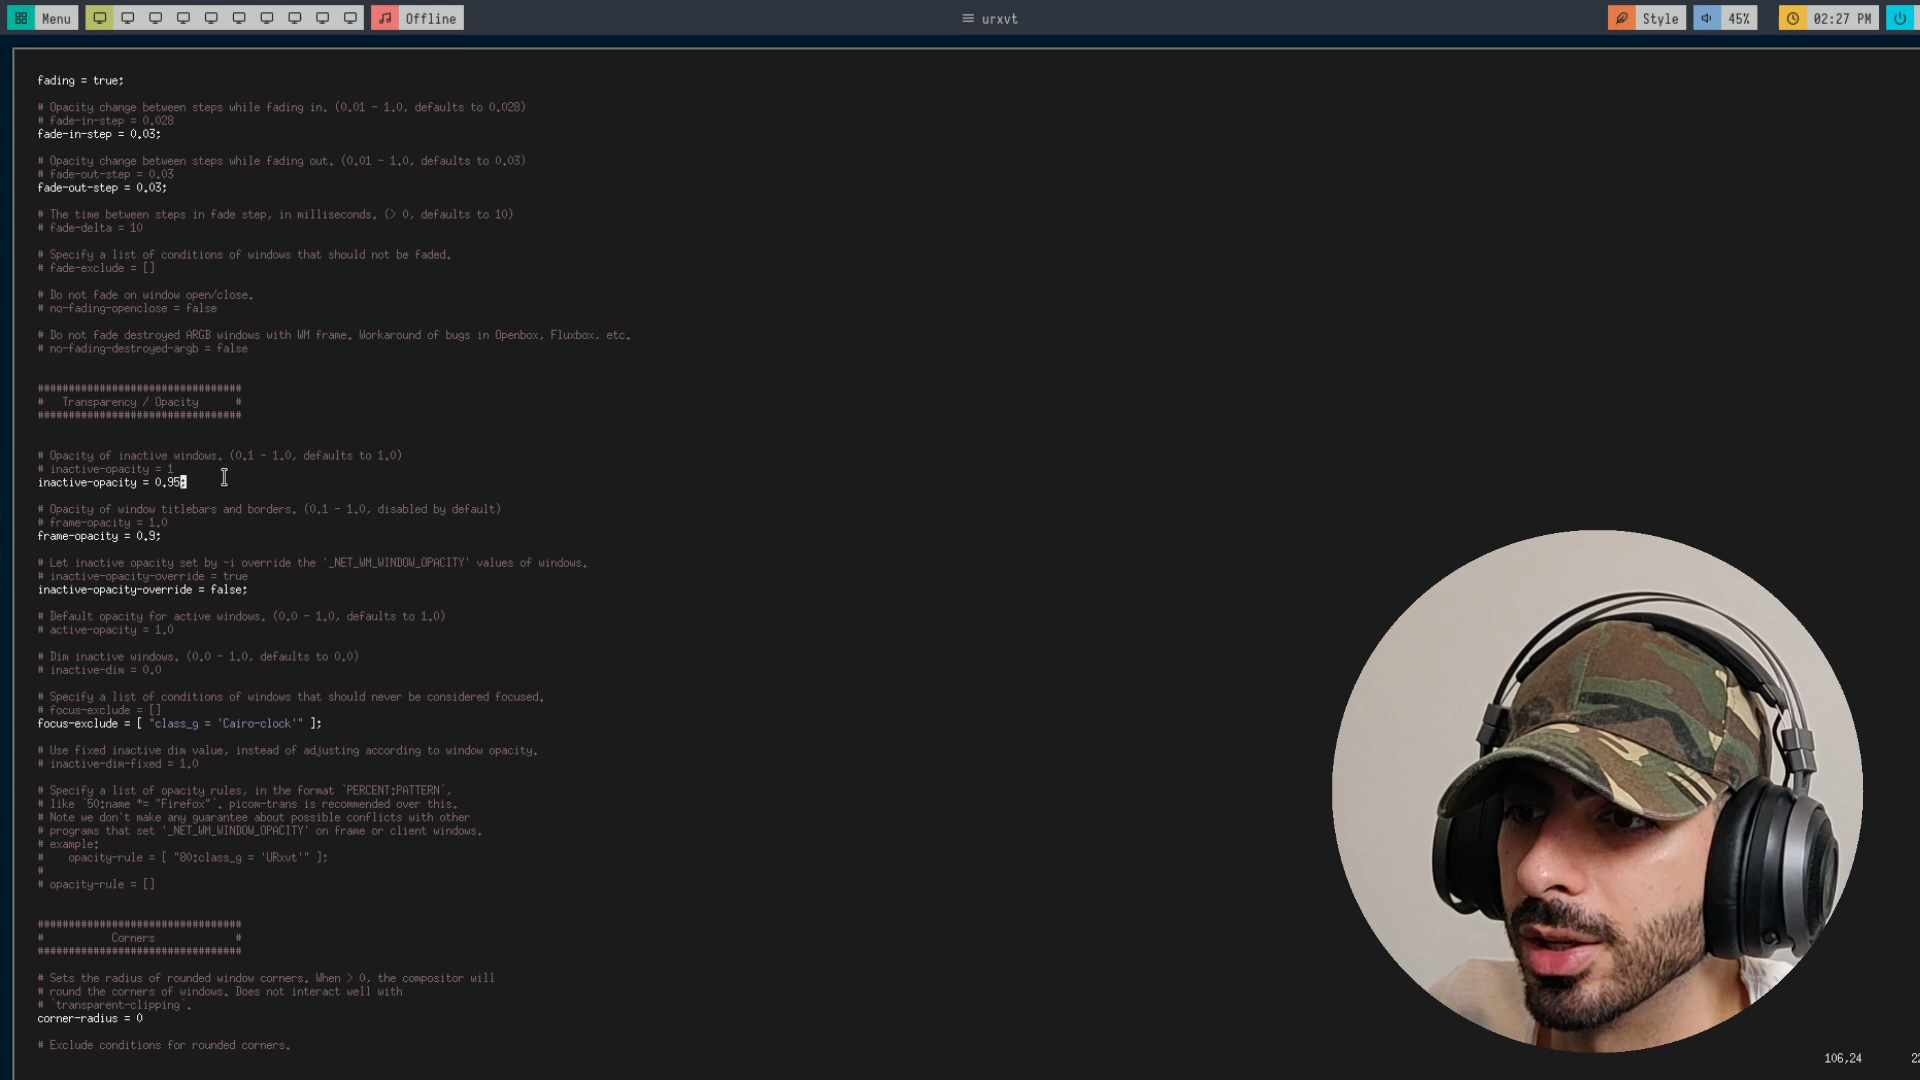 Menu
Offline
urxvt
Style
45%
02:27 PM
fading = true;
# Opacity change between steps while fading in. (0.01 - 1.0, defaults to 0.028)
# fade-in-step = 0.028
fade-in-step = 0.03;
# Opacity change between steps while fading out. (0.01 - 1.0, defaults to 0.03)
# fade-out-step = 0.03
fade-out-step = 0.03;
# The time between steps in fade step, in milliseconds. (> 0, defaults to 10)
# fade-delta = 10
# Specify a list of conditions of windows that should not be faded.
# fade-exclude = []
# Do not fade on window open/close.
# no-fading-openclose = false
# Do not fade destroyed ARGB windows with WM frame. Workaround of bugs in Openbox, Fluxbox, etc.
# no-fading-destroyed-argb = false
#################################
#   Transparency / Opacity      #
#################################
# Opacity of inactive windows. (0.1 - 1.0, defaults to 1.0)
# inactive-opacity = 1
inactive-opacity = 0.95;
# Opacity of window titlebars and borders. (0.1 - 1.0, disabled by default)
# frame-opacity = 1.0
frame-opacity = 0.9;
# Let inactive opacity set by -i override the '_NET_WM_WINDOW_OPACITY' values of windows.
# inactive-opacity-override = true
inactive-opacity-override = false;
# Default opacity for active windows. (0.0 - 1.0, defaults to 1.0)
# active-opacity = 1.0
# Dim inactive windows. (0.0 - 1.0, defaults to 0.0)
# inactive-dim = 0.0
# Specify a list of conditions of windows that should never be considered focused.
# focus-exclude = []
focus-exclude = [ "class_g = 'Cairo-clock'" ];
# Use fixed inactive dim value, instead of adjusting according to window opacity.
# inactive-dim-fixed = 1.0
# Specify a list of opacity rules, in the format `PERCENT:PATTERN`,
# like `50:name *= "Firefox"`. picom-trans is recommended over this.
# Note we don't make any guarantee about possible conflicts with other
# programs that set '_NET_WM_WINDOW_OPACITY' on frame or client windows.
# example:
#    opacity-rule = [ "80:class_g = 'URxvt'" ];
#
# opacity-rule = []
#################################
#           Corners             #
#################################
# Sets the radius of rounded window corners. When > 0, the compositor will
# round the corners of windows. Does not interact well with
# `transparent-clipping`.
corner-radius = 0
# Exclude conditions for rounded corners.
106,24